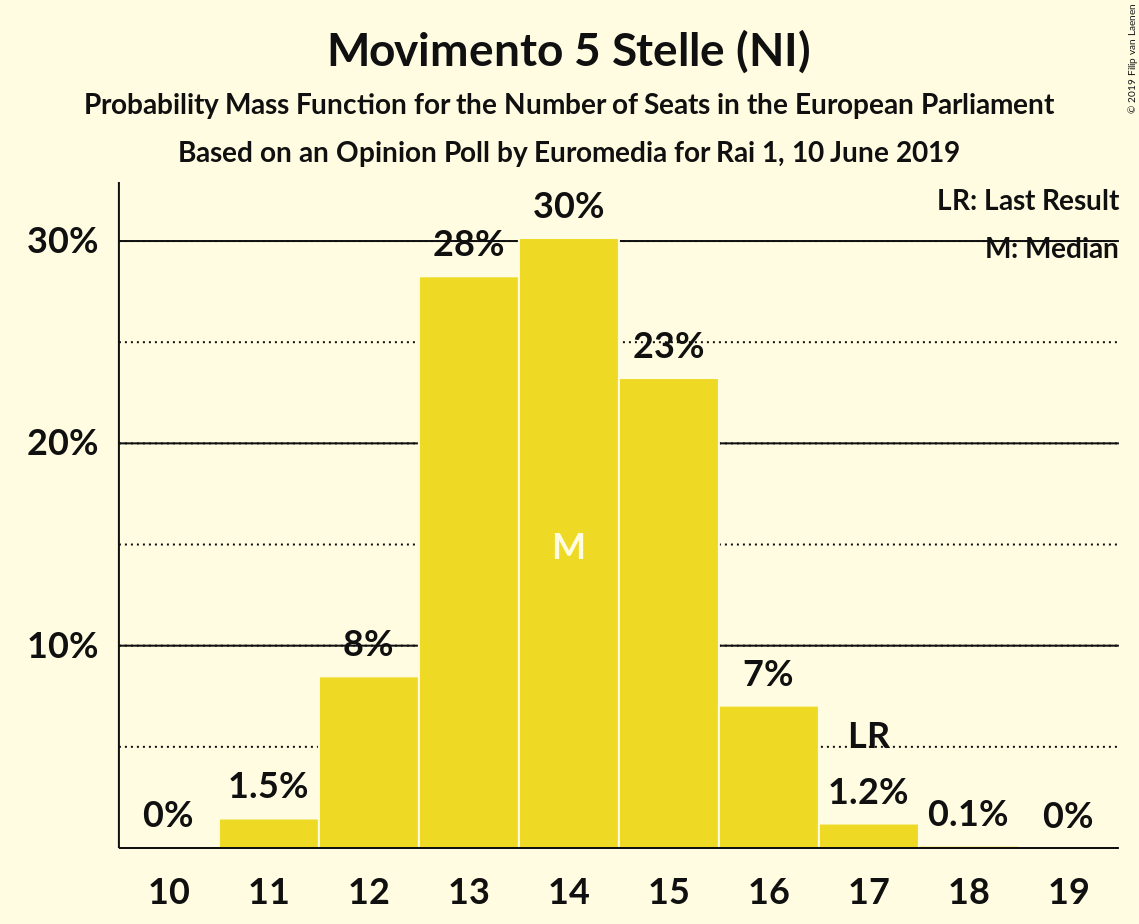 Movimento 5 Stelle (NI)
Probability Mass Function for the Number of Seats in the European Parliament
Based on an Opinion Poll by Euromedia for Rai 1, 10 June 2019
© 2019 Filip van Laenen
LR: Last Result
M: Median
30%
20%
10%
0%
1.5%
8%
28%
30%
M
23%
7%
LR
1.2%
0.1%
0%
10 11 12 13 14 15 16 17 18 19